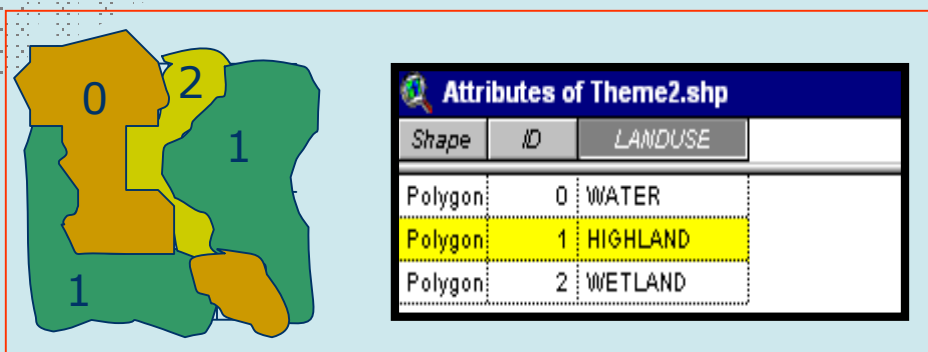 0
2
1
1
Attributes of Theme2.shp
Shape ID LANDUSE
Polygon 0 WATER
Polygon 1 HIGHLAND
Polygon 2 WETLAND